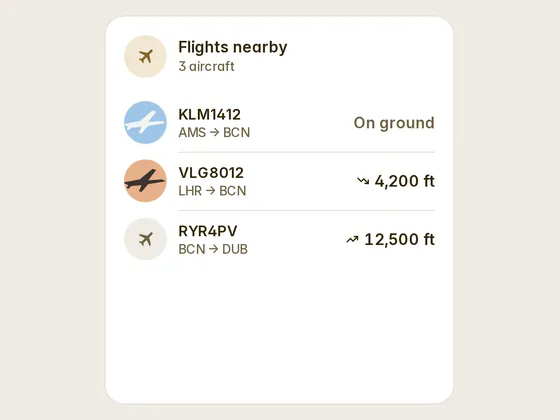 Flights nearby
3 aircraft
KLM1412
AMS → BCN
On ground
VLG8012
LHR → BCN
4,200 ft
RYR4PV
BCN → DUB
12,500 ft